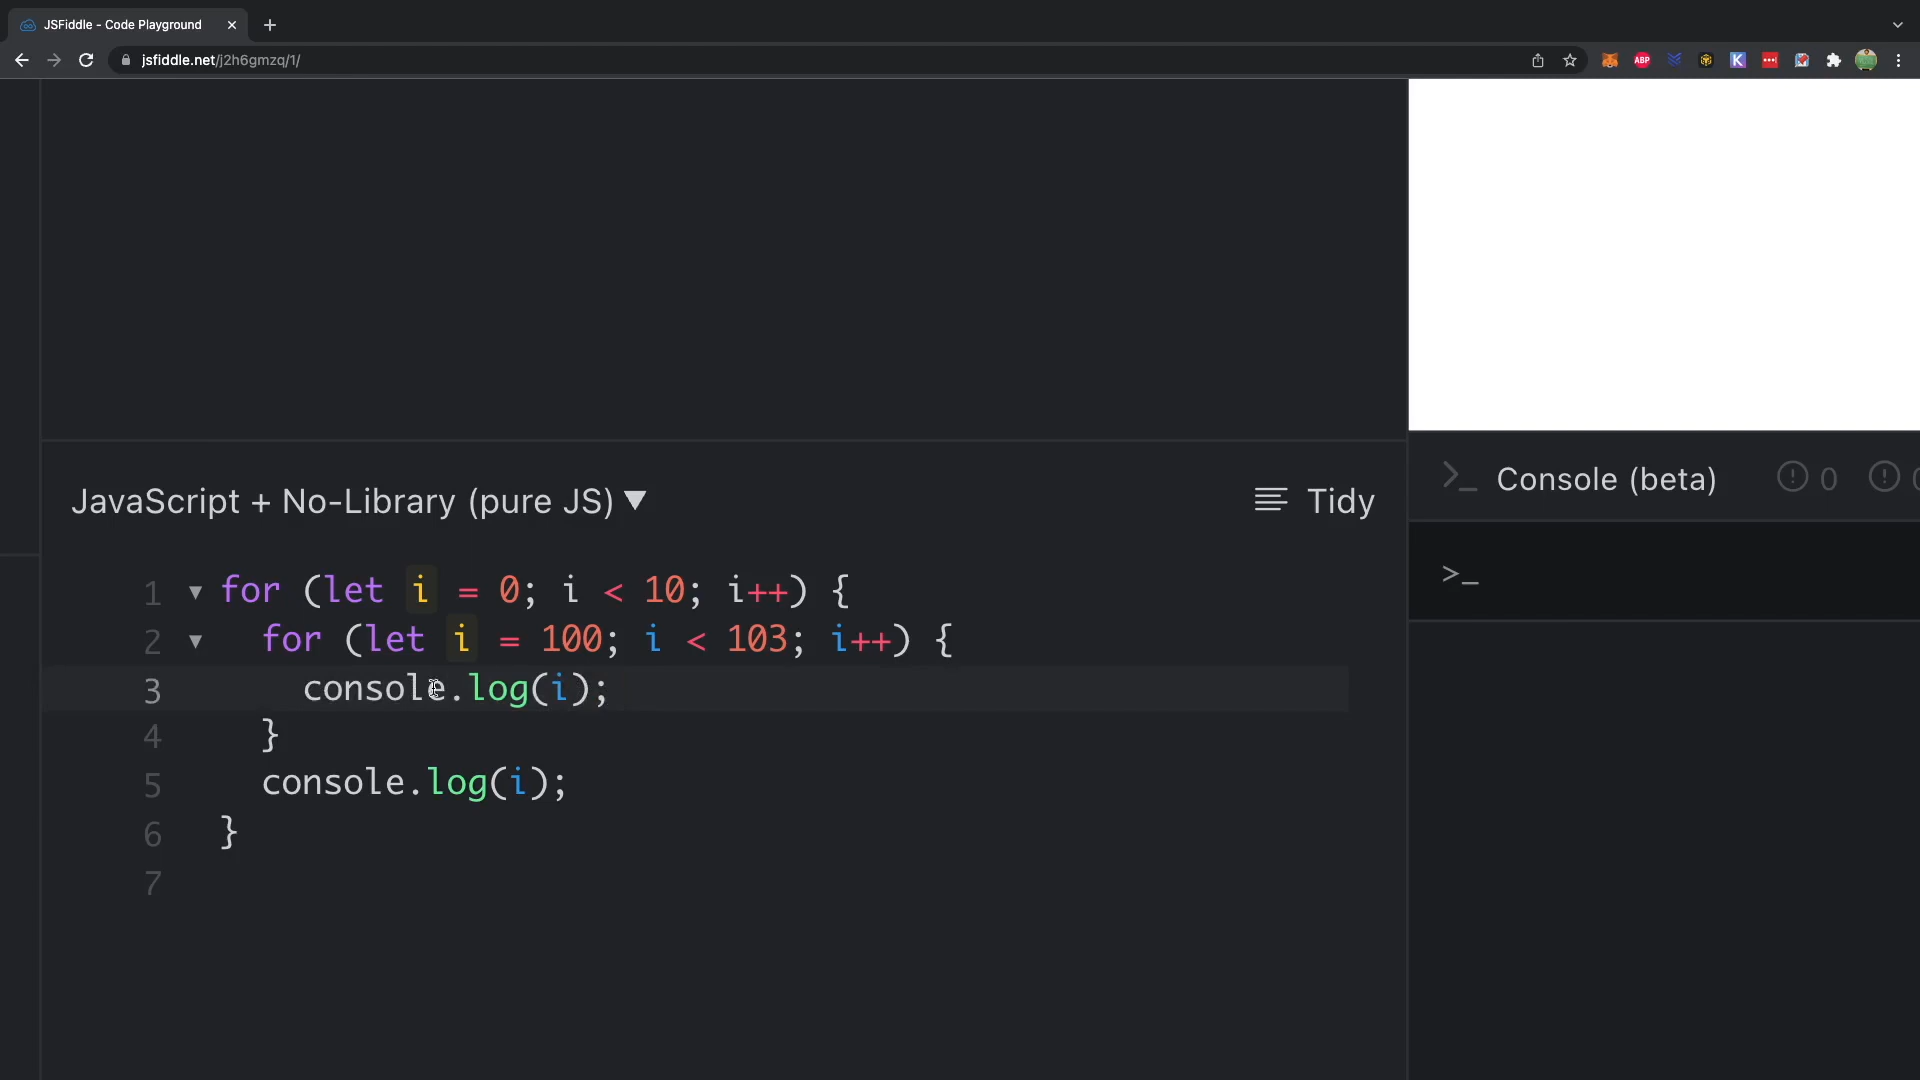 JSFiddle - Code Playground
jsfiddle.net/j2h6gmzq/1/
ABP
K
JavaScript + No-Library (pure JS) ▼
Tidy
Console (beta)
0
>_
1 ▼ for (let i = 0; i < 10; i++) {
2 ▼ for (let i = 100; i < 103; i++) {
3 console.log(i);
4 }
5 console.log(i);
6 }
7